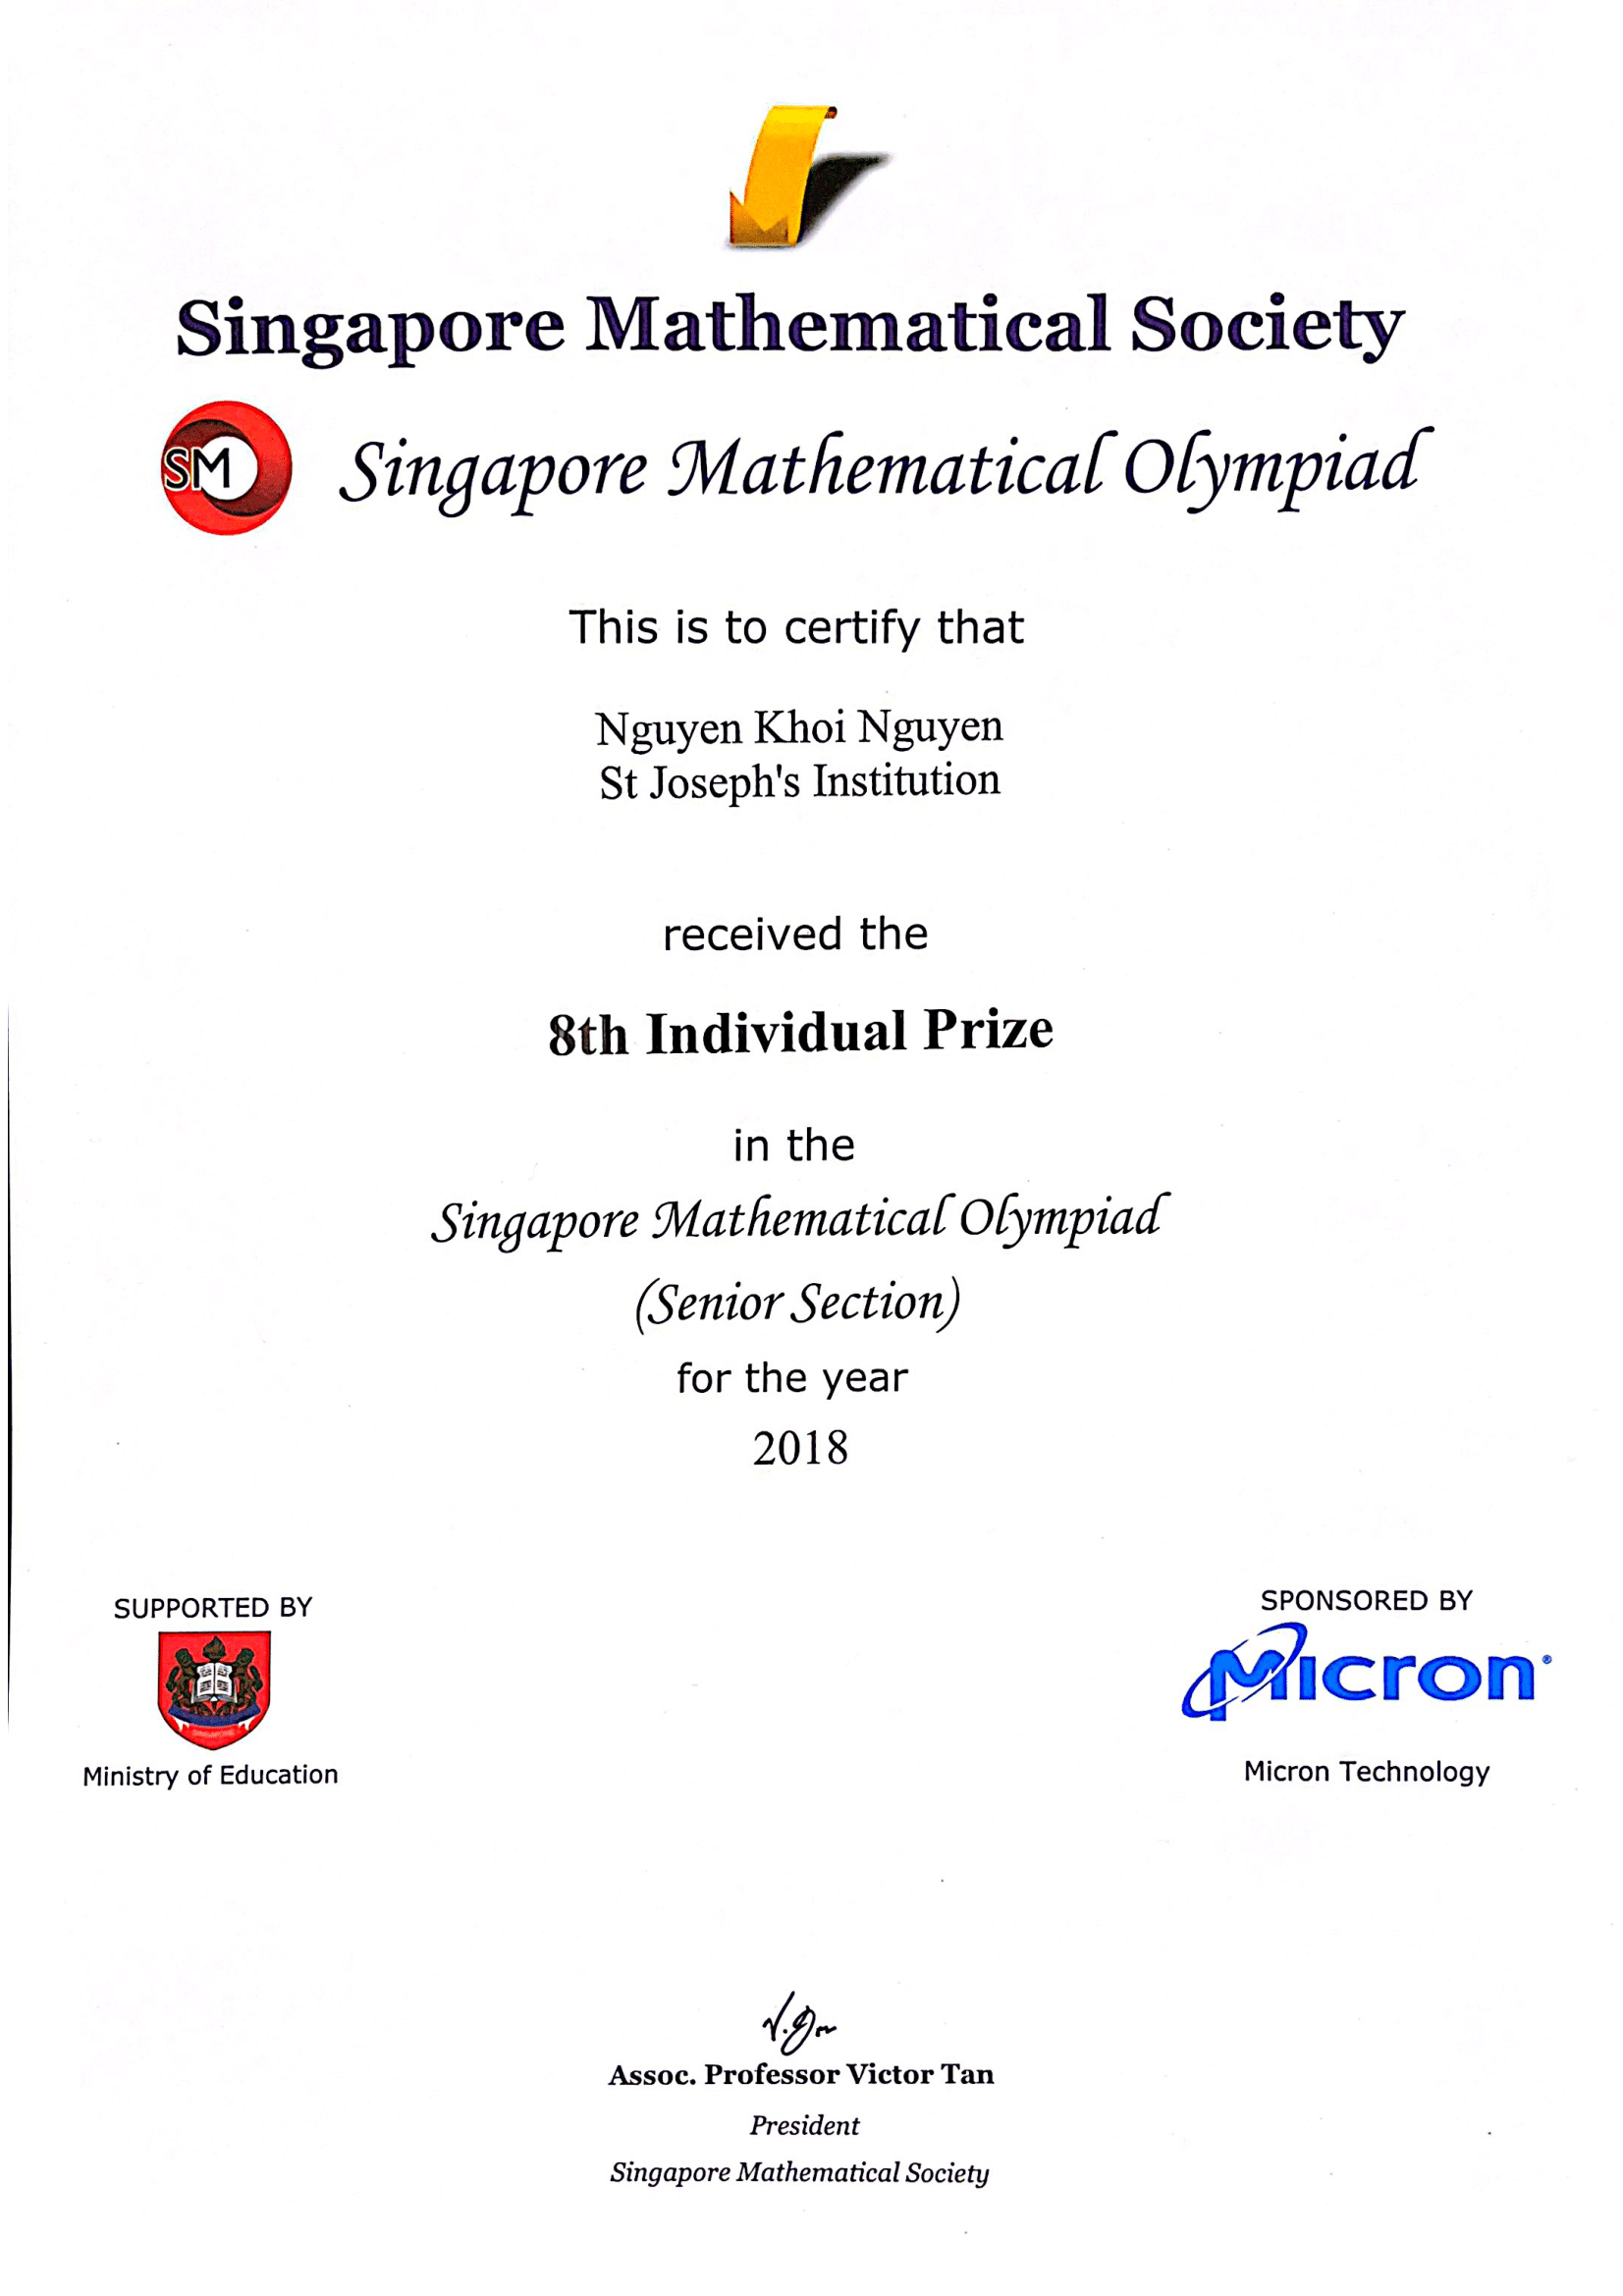 Singapore Mathematical Society
SM
Singapore Mathematical Olympiad
This is to certify that
Nguyen Khoi Nguyen
St Joseph's Institution
received the
8th Individual Prize
in the
Singapore Mathematical Olympiad
(Senior Section)
for the year
2018
SUPPORTED BY
Ministry of Education
SPONSORED BY
Micron®
Micron Technology
Assoc. Professor Victor Tan
President
Singapore Mathematical Society